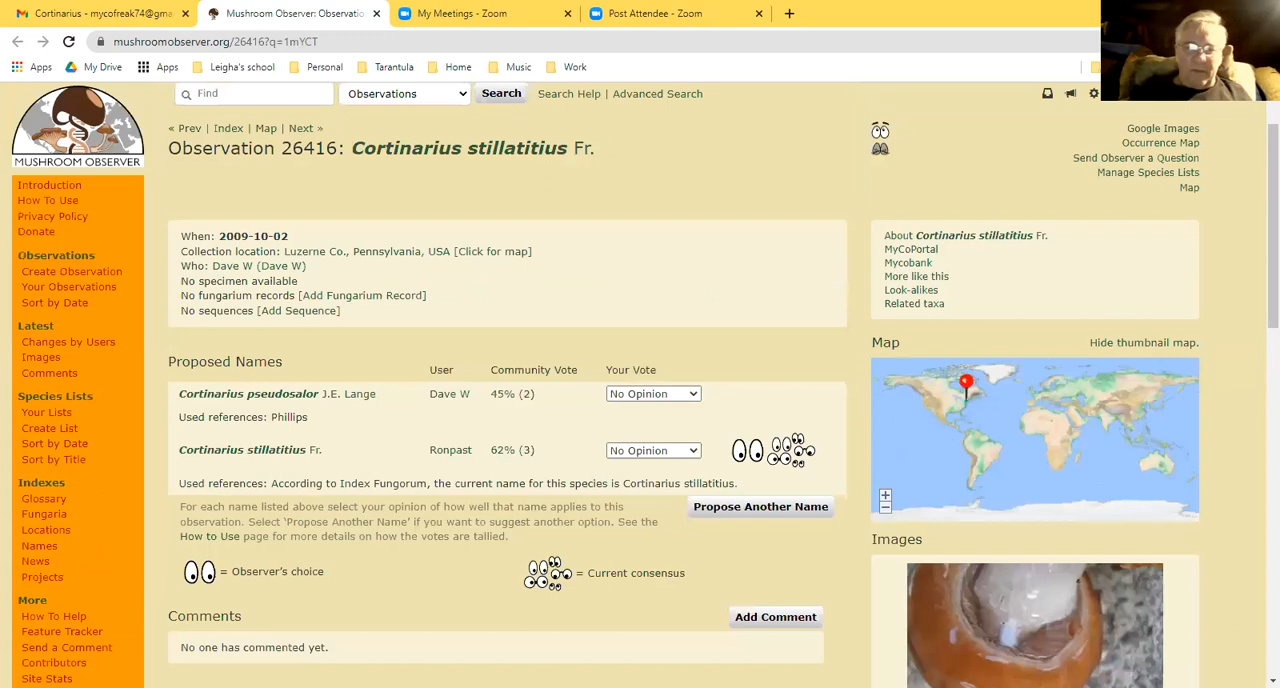 Cortinarius - mycofreak74@gma
Mushroom Observer: Observatio
My Meetings - Zoom
Post Attendee - Zoom
mushroomobserver.org/26416?q=1mYCT
Apps
My Drive
Apps
Leigha's school
Personal
Tarantula
Home
Music
Work
Find
Observations
Search
Search Help | Advanced Search
MUSHROOM OBSERVER
Introduction
How To Use
Privacy Policy
Donate
Observations
Create Observation
Your Observations
Sort by Date
Latest
Changes by Users
Images
Comments
Species Lists
Your Lists
Create List
Sort by Date
Sort by Title
Indexes
Glossary
Fungaria
Locations
Names
News
Projects
More
How To Help
Feature Tracker
Send a Comment
Contributors
Site Stats
« Prev | Index | Map | Next »
Observation 26416: Cortinarius stillatitius Fr.
Google Images
Occurrence Map
Send Observer a Question
Manage Species Lists
Map
When: 2009-10-02
Collection location: Luzerne Co., Pennsylvania, USA [Click for map]
Who: Dave W (Dave W)
No specimen available
No fungarium records [Add Fungarium Record]
No sequences [Add Sequence]
About Cortinarius stillatitius Fr.
MyCoPortal
Mycobank
More like this
Look-alikes
Related taxa
Proposed Names
User
Community Vote
Your Vote
Cortinarius pseudosalor J.E. Lange
Dave W
45% (2)
No Opinion
Used references: Phillips
Cortinarius stillatitius Fr.
Ronpast
62% (3)
No Opinion
Used references: According to Index Fungorum, the current name for this species is Cortinarius stillatitius.
For each name listed above select your opinion of how well that name applies to this
observation. Select 'Propose Another Name' if you want to suggest another option. See the
How to Use page for more details on how the votes are tallied.
Propose Another Name
= Observer's choice
= Current consensus
Comments
Add Comment
No one has commented yet.
Map
Hide thumbnail map.
+
−
Images